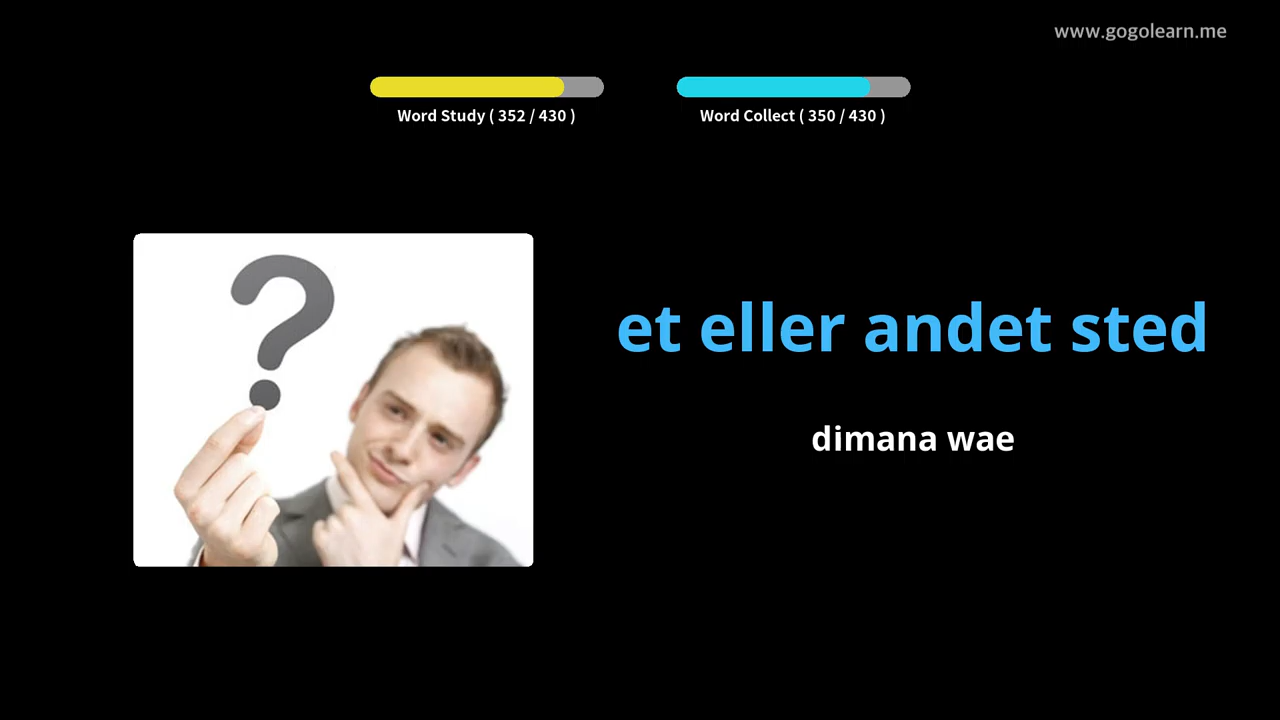 www.gogolearn.me
Word Study ( 352 / 430 )
Word Collect ( 350 / 430 )
et eller andet sted
dimana wae